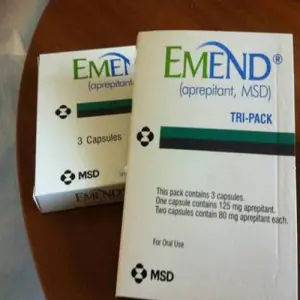 EMEND
(aprepitant, MSD)
3 Capsules
MSD
EMEND®
(aprepitant, MSD)
TRI-PACK
This pack contains 3 capsules.
One capsule contains 125 mg aprepitant.
Two capsules contain 80 mg aprepitant each.
For Oral Use
MSD